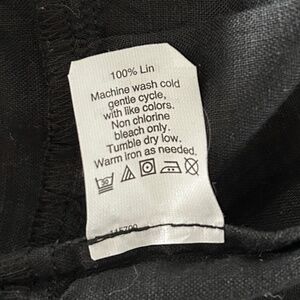 100% Lin
Machine wash cold
gentle cycle,
with like colors.
Non chlorine
bleach only.
Tumble dry low.
Warm iron as needed.
30